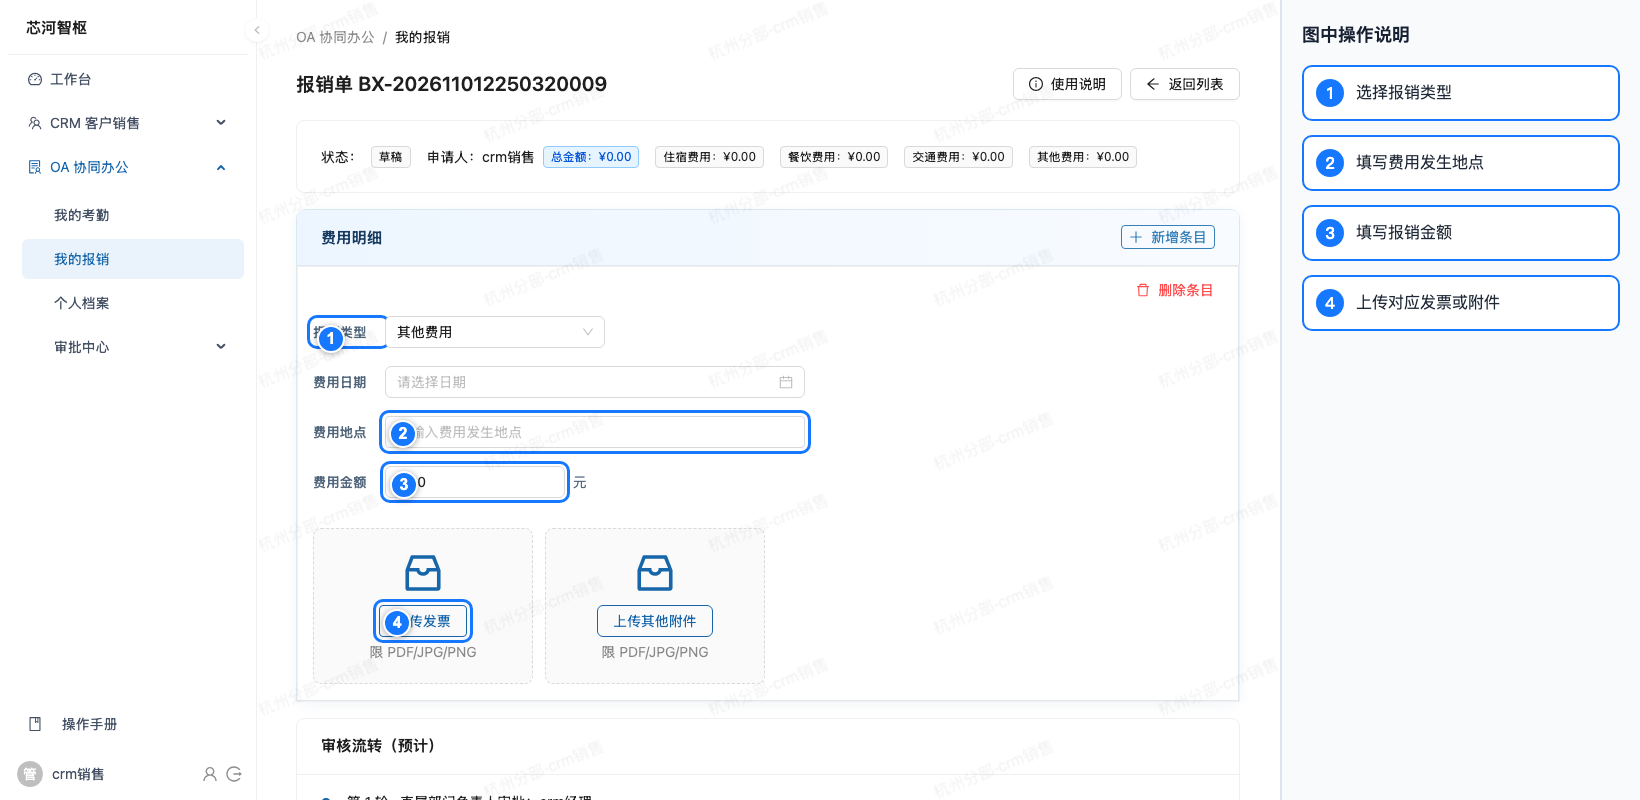 芯河智枢
工作台
CRM 客户销售
OA 协同办公
我的考勤
我的报销
个人档案
审批中心
操作手册
管 crm销售
OA 协同办公 / 我的报销
报销单 BX-202611012250320009
使用说明
返回列表
状态： 草稿 申请人： crm销售 总金额：¥0.00 住宿费用：¥0.00 餐饮费用：¥0.00 交通费用：¥0.00 其他费用：¥0.00
费用明细
新增条目
删除条目
1 类型 其他费用
费用日期 请选择日期
费用地点 2 输入费用发生地点
费用金额 3 0 元
4 传发票
限 PDF/JPG/PNG
上传其他附件
限 PDF/JPG/PNG
审核流转（预计）
图中操作说明
1 选择报销类型
2 填写费用发生地点
3 填写报销金额
4 上传对应发票或附件
杭州分部-crm销售